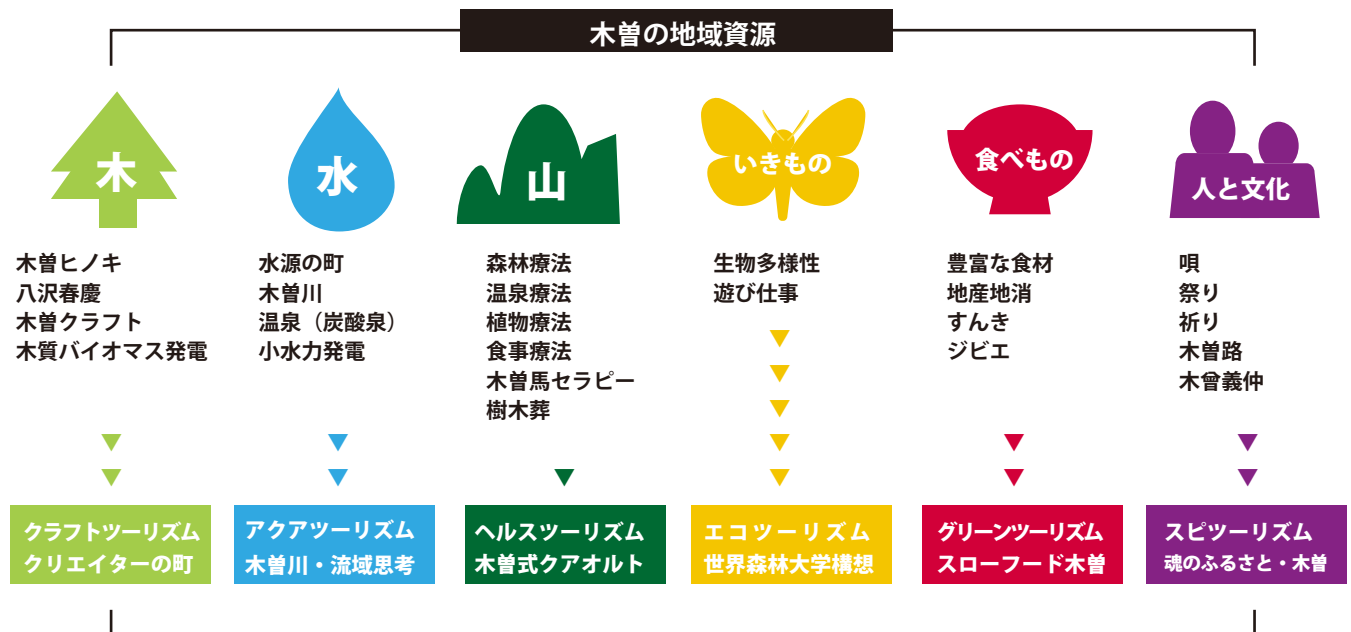 木曽の地域資源
木
木曽ヒノキ
八沢春慶
木曽クラフト
木質バイオマス発電
クラフトツーリズム
クリエイターの町
水
水源の町
木曽川
温泉（炭酸泉）
小水力発電
アクアツーリズム
木曽川・流域思考
山
森林療法
温泉療法
植物療法
食事療法
木曽馬セラピー
樹木葬
ヘルスツーリズム
木曽式クアオルト
いきもの
生物多様性
遊び仕事
エコツーリズム
世界森林大学構想
食べもの
豊富な食材
地産地消
すんき
ジビエ
グリーンツーリズム
スローフード木曽
人と文化
唄
祭り
祈り
木曽路
木曾義仲
スピツーリズム
魂のふるさと・木曽